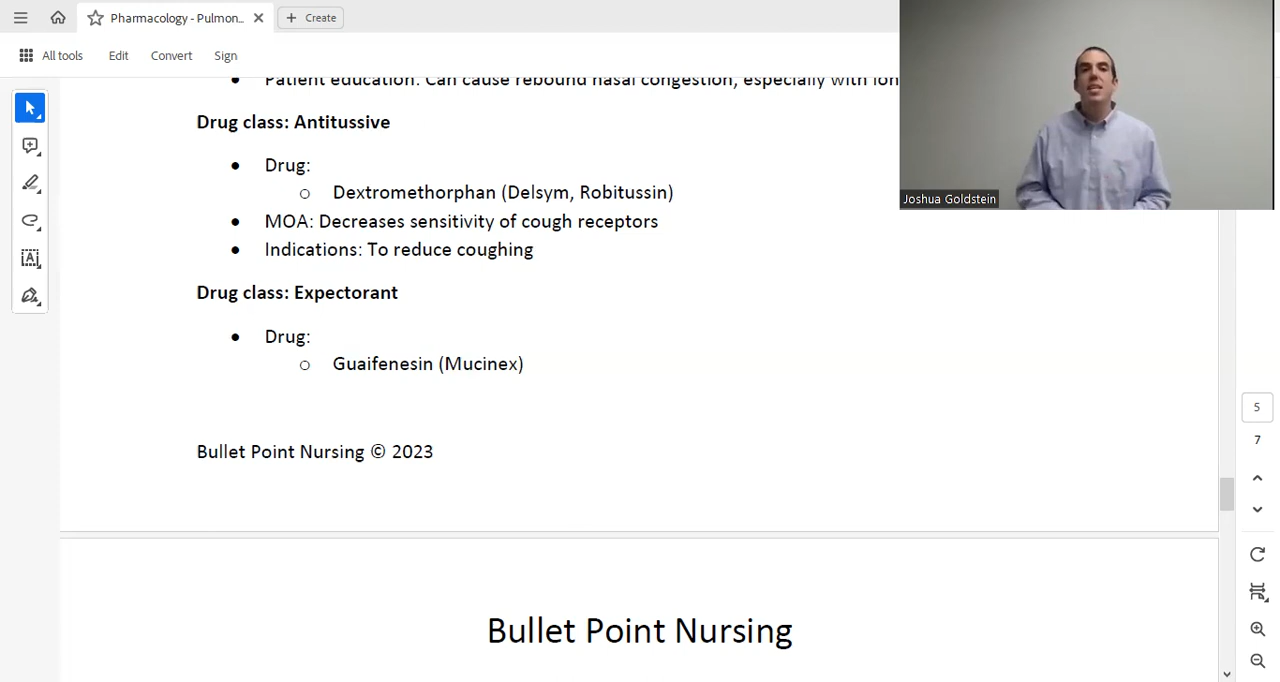 Pharmacology - Pulmon...
Create
All tools
Edit
Convert
Sign
Patient education: Can cause rebound nasal congestion, especially with
Drug class: Antitussive
Drug:
Dextromethorphan (Delsym, Robitussin)
MOA: Decreases sensitivity of cough receptors
Indications: To reduce coughing
Drug class: Expectorant
Drug:
Guaifenesin (Mucinex)
Bullet Point Nursing © 2023
Bullet Point Nursing
Joshua Goldstein
5
7